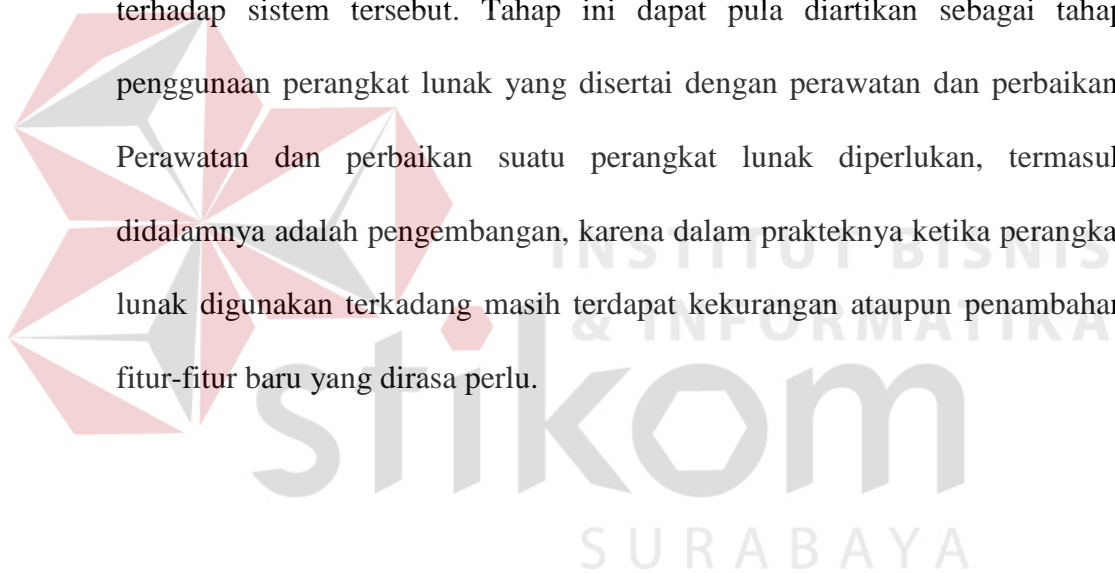 terhadap sistem tersebut. Tahap ini dapat pula diartikan sebagai tahap
penggunaan perangkat lunak yang disertai dengan perawatan dan perbaikan
Perawatan dan perbaikan suatu perangkat lunak diperlukan, termasuk
didalamnya adalah pengembangan, karena dalam prakteknya ketika perangka
lunak digunakan terkadang masih terdapat kekurangan ataupun penambahan
fitur-fitur baru yang dirasa perlu.
INSTITUT BISNIS
& INFORMATIKA
stikom
SURABAYA